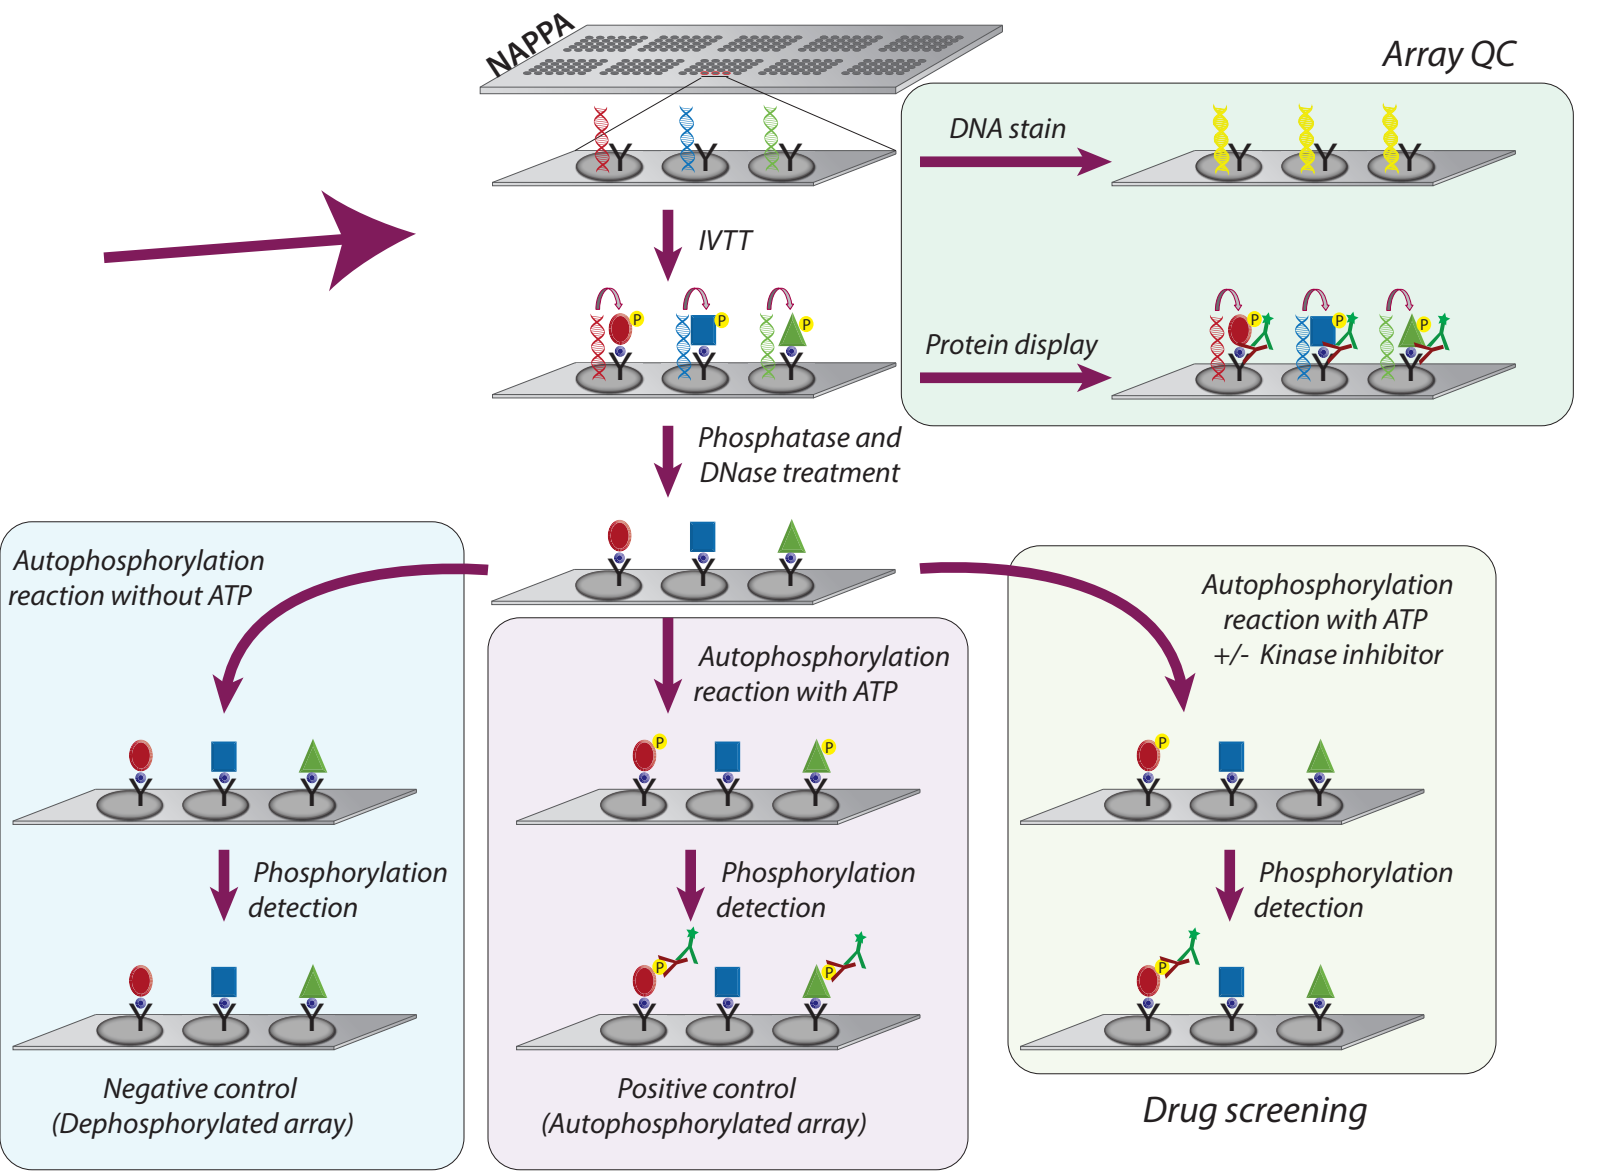 NAPPA
Array QC
DNA stain
IVTT
P
P
P
P
P
P
Protein display
Phosphatase and
DNase treatment
Autophosphorylation
reaction without ATP
Autophosphorylation
reaction with ATP
Autophosphorylation
reaction with ATP
+/- Kinase inhibitor
P
P
P
Phosphorylation
detection
Phosphorylation
detection
Phosphorylation
detection
P
P
P
Negative control
(Dephosphorylated array)
Positive control
(Autophosphorylated array)
Drug screening